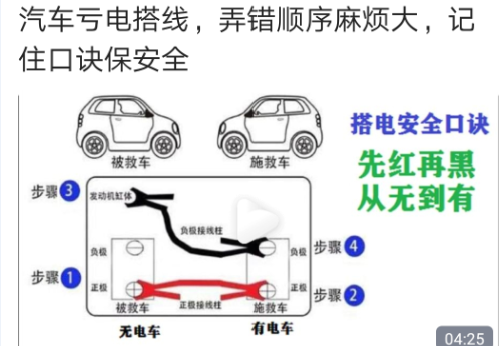 汽车亏电搭线，弄错顺序麻烦大，记
住口诀保安全
被救车
施救车
搭电安全口诀
先红再黑
从无到有
步骤3
发动机缸体
负极接线柱
负极
负极
步骤4
步骤1
正极
正极
步骤2
被救车
正极接线柱
施救车
无电车
有电车
04:25